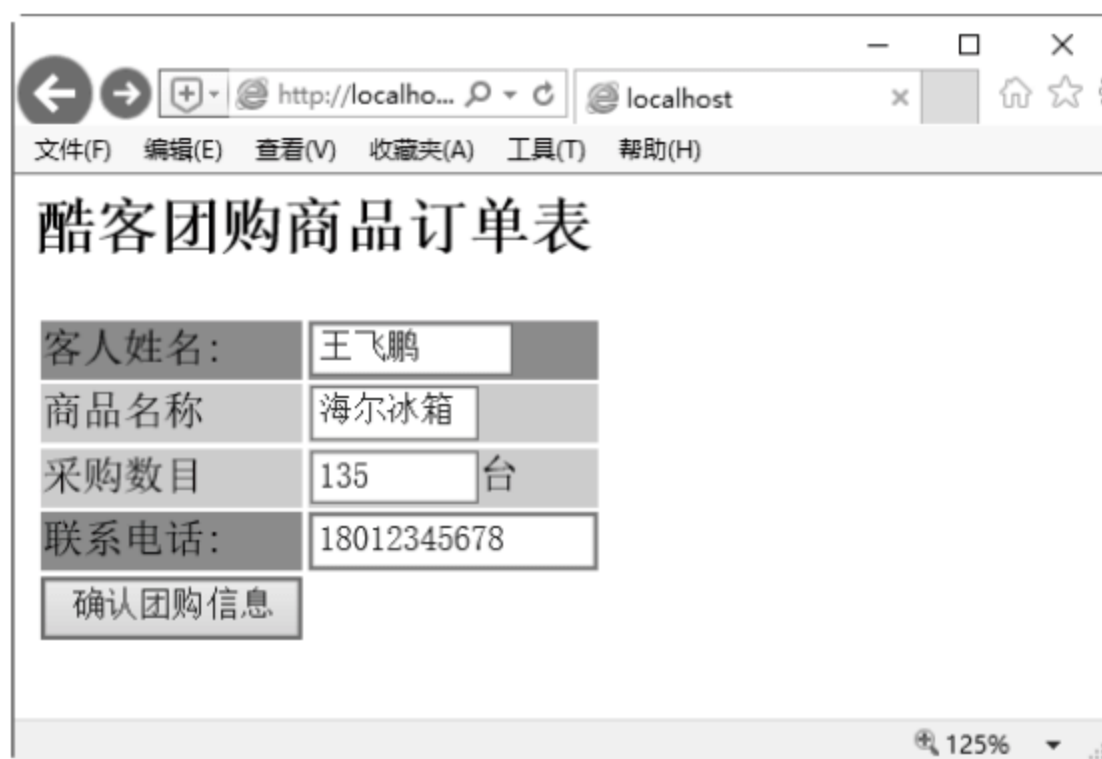 http://localho...
localhost
文件(F) 编辑(E) 查看(V) 收藏夹(A) 工具(T) 帮助(H)
酷客团购商品订单表
客人姓名: 王飞鹏
商品名称 海尔冰箱
采购数目 135 台
联系电话: 18012345678
确认团购信息
125%